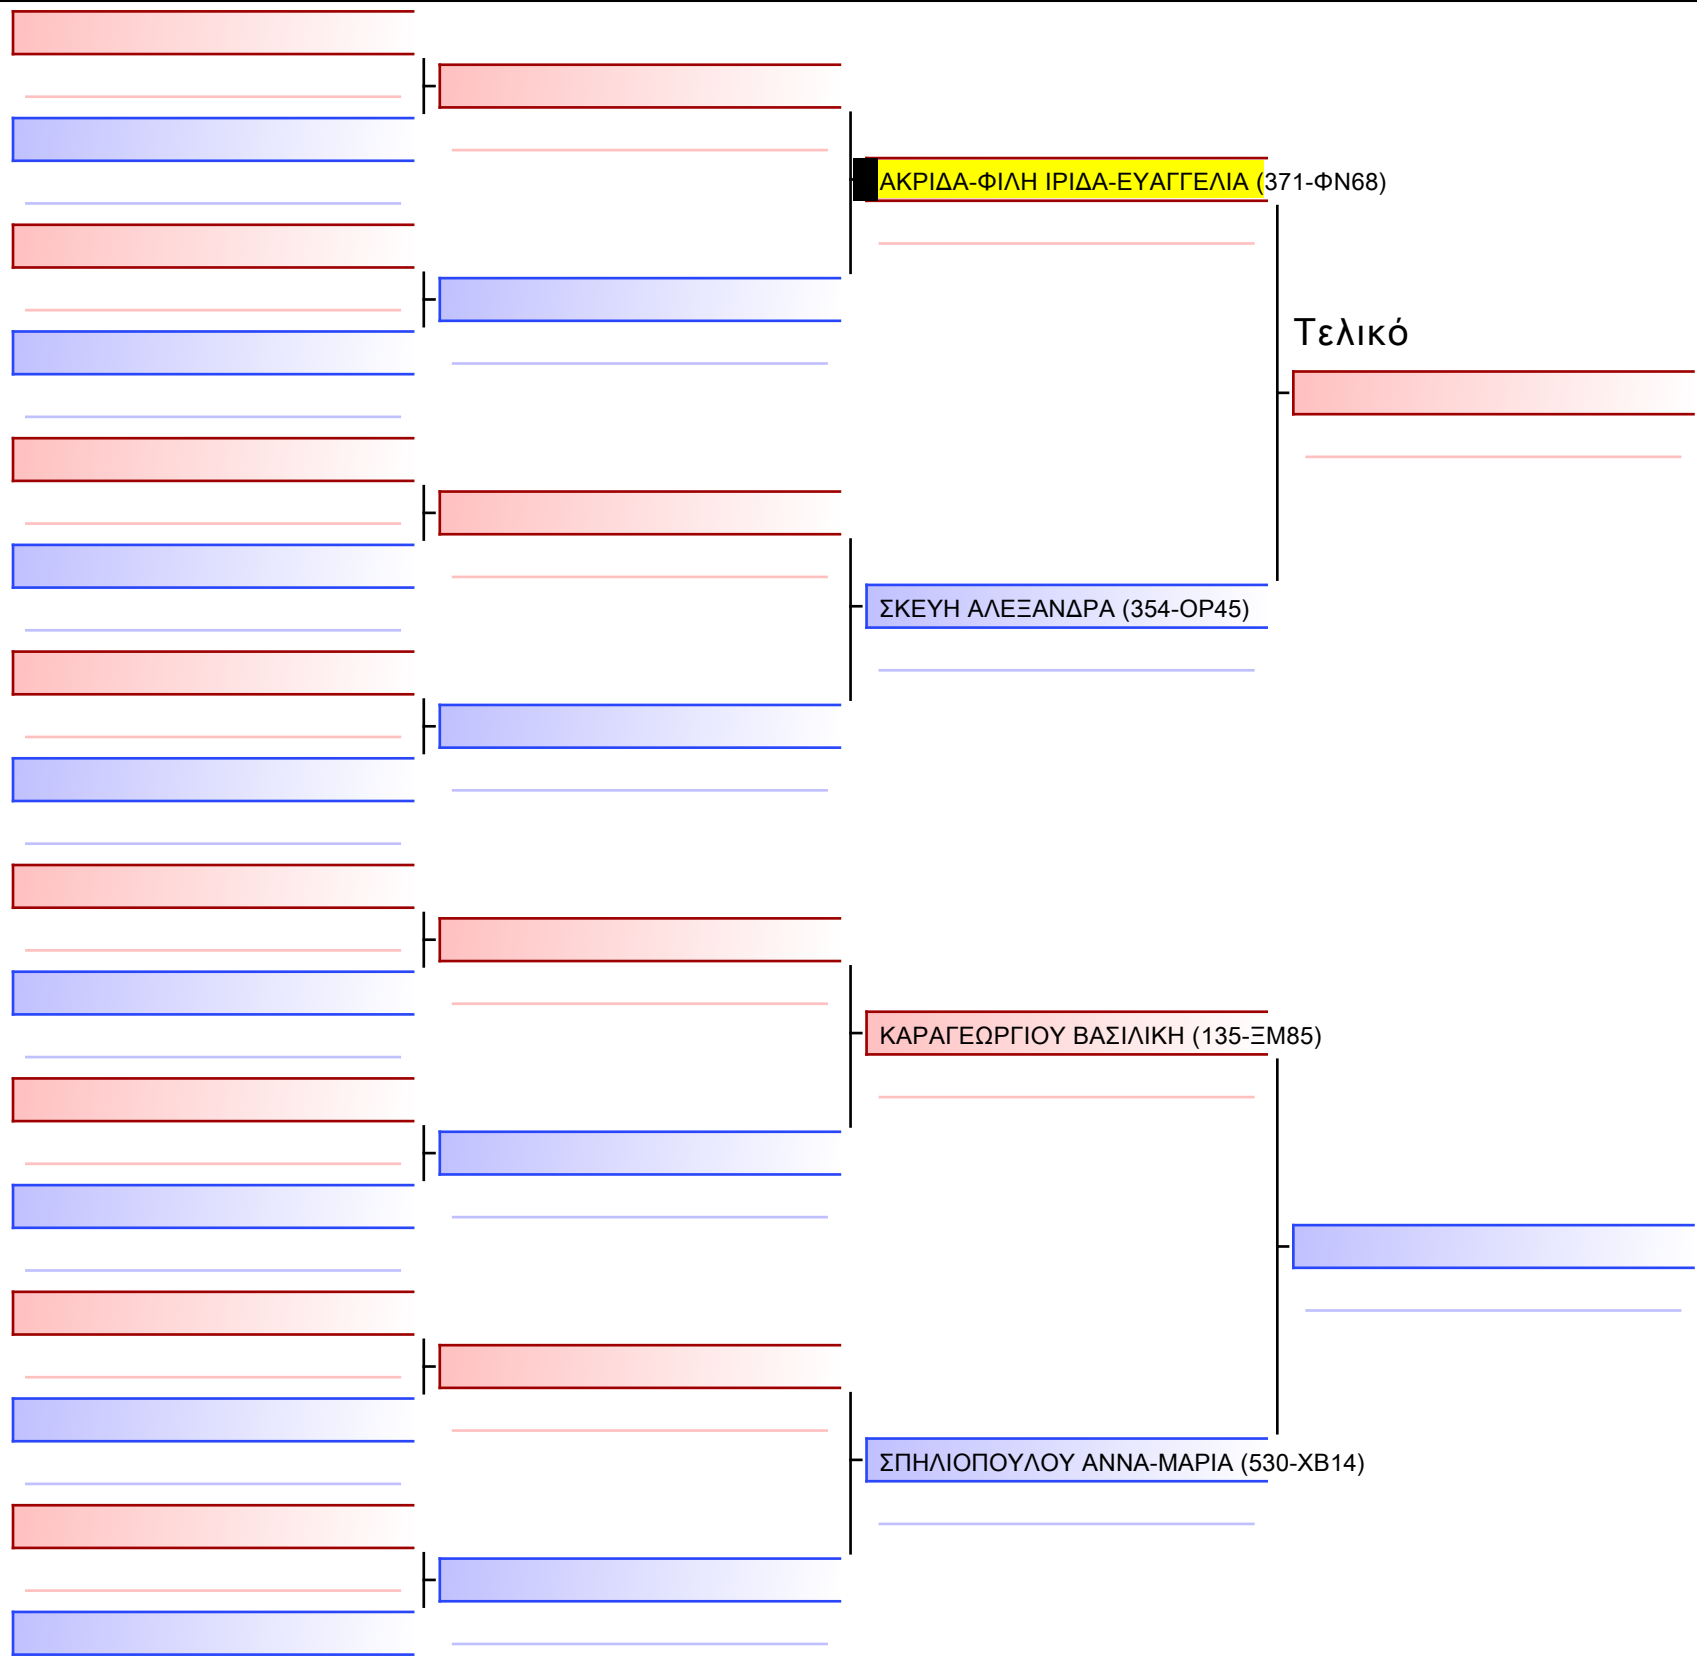 ΑΚΡΙΔΑ-ΦΙΛΗ ΙΡΙΔΑ-ΕΥΑΓΓΕΛΙΑ (371-ΦΝ68)
Τελικό
ΣΚΕΥΗ ΑΛΕΞΑΝΔΡΑ (354-ΟΡ45)
ΚΑΡΑΓΕΩΡΓΙΟΥ ΒΑΣΙΛΙΚΗ (135-ΞΜ85)
ΣΠΗΛΙΟΠΟΥΛΟΥ ΑΝΝΑ-ΜΑΡΙΑ (530-ΧΒ14)